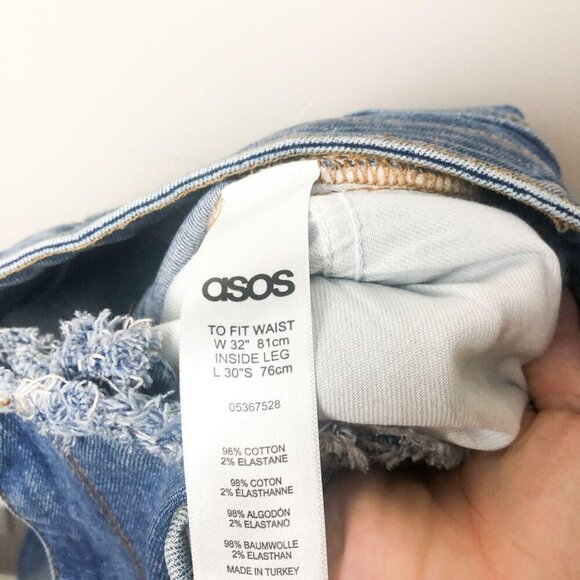 asos
TO FIT WAIST
W 32" 81cm
INSIDE LEG
L 30"S 76cm
05367528
98% COTTON
2% ELASTANE
98% COTON
2% ÉLASTHANNE
98% ALGODÓN
2% ELASTANO
98% BAUMWOLLE
2% ELASTHAN
MADE IN TURKEY